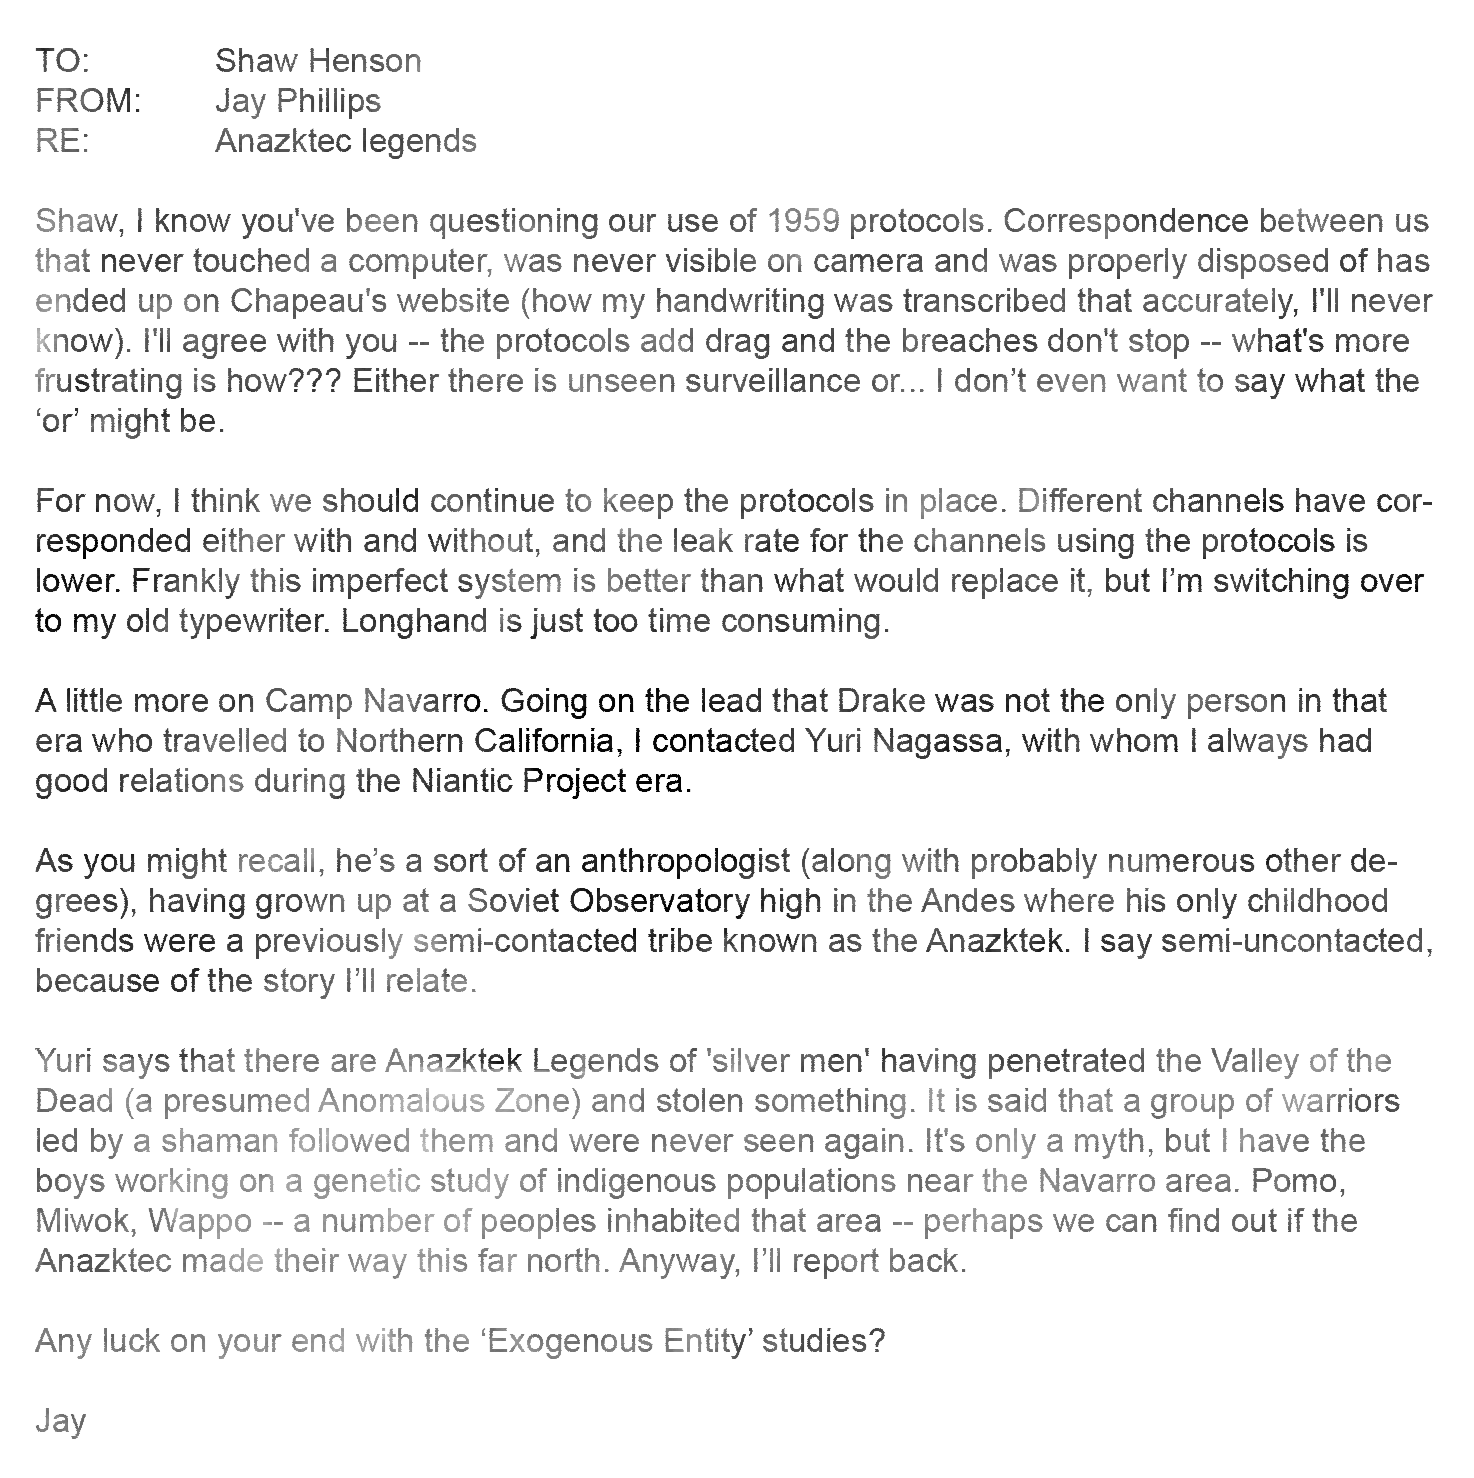 TO: Shaw Henson
FROM: Jay Phillips
RE: Anazktec legends
Shaw, I know you've been questioning our use of 1959 protocols. Correspondence between us
that never touched a computer, was never visible on camera and was properly disposed of has
ended up on Chapeau's website (how my handwriting was transcribed that accurately, I'll never
know). I'll agree with you -- the protocols add drag and the breaches don't stop -- what's more
frustrating is how??? Either there is unseen surveillance or... I don’t even want to say what the
‘or’ might be.
For now, I think we should continue to keep the protocols in place. Different channels have cor-
responded either with and without, and the leak rate for the channels using the protocols is
lower. Frankly this imperfect system is better than what would replace it, but I’m switching over
to my old typewriter. Longhand is just too time consuming.
A little more on Camp Navarro. Going on the lead that Drake was not the only person in that
era who travelled to Northern California, I contacted Yuri Nagassa, with whom I always had
good relations during the Niantic Project era.
As you might recall, he’s a sort of an anthropologist (along with probably numerous other de-
grees), having grown up at a Soviet Observatory high in the Andes where his only childhood
friends were a previously semi-contacted tribe known as the Anazktek. I say semi-uncontacted,
because of the story I’ll relate.
Yuri says that there are Anazktek Legends of 'silver men' having penetrated the Valley of the
Dead (a presumed Anomalous Zone) and stolen something. It is said that a group of warriors
led by a shaman followed them and were never seen again. It's only a myth, but I have the
boys working on a genetic study of indigenous populations near the Navarro area. Pomo,
Miwok, Wappo -- a number of peoples inhabited that area -- perhaps we can find out if the
Anazktec made their way this far north. Anyway, I’ll report back.
Any luck on your end with the ‘Exogenous Entity’ studies?
Jay